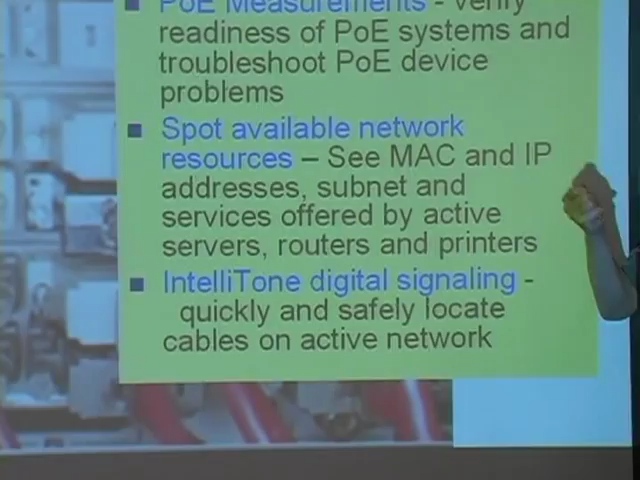 ■ PoE Measurements - verify
readiness of PoE systems and
troubleshoot PoE device
problems
■ Spot available network
resources – See MAC and IP
addresses, subnet and
services offered by active
servers, routers and printers
■ IntelliTone digital signaling -
quickly and safely locate
cables on active network